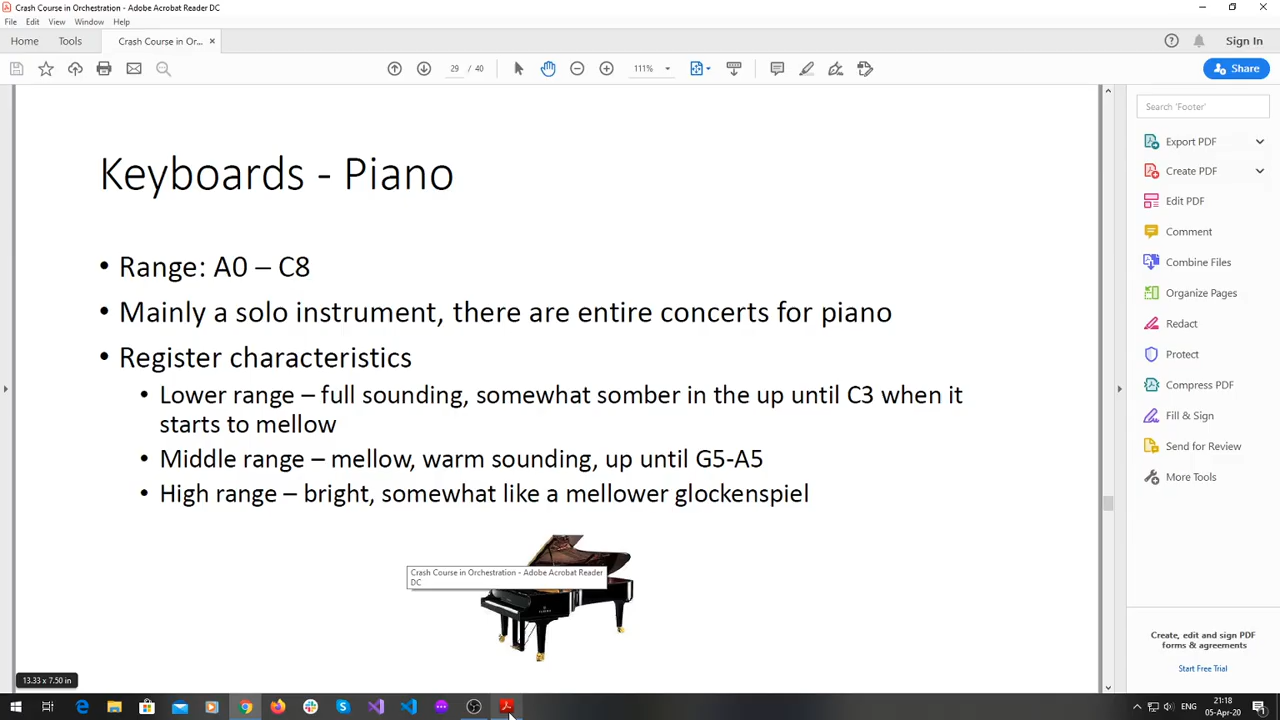 Crash Course in Orchestration - Adobe Acrobat Reader DC
File Edit View Window Help
Home Tools Crash Course in Or... × Sign In
29 / 40 111% Share
Search 'Footer'
Export PDF
Create PDF
Edit PDF
Comment
Combine Files
Organize Pages
Redact
Protect
Compress PDF
Fill & Sign
Send for Review
More Tools
Create, edit and sign PDF
forms & agreements
Start Free Trial
Keyboards - Piano
• Range: A0 – C8
• Mainly a solo instrument, there are entire concerts for piano
• Register characteristics
• Lower range – full sounding, somewhat somber in the up until C3 when it
starts to mellow
• Middle range – mellow, warm sounding, up until G5-A5
• High range – bright, somewhat like a mellower glockenspiel
Crash Course in Orchestration - Adobe Acrobat Reader
DC
13.33 x 7.50 in
ENG
21:18
05-Apr-20
1